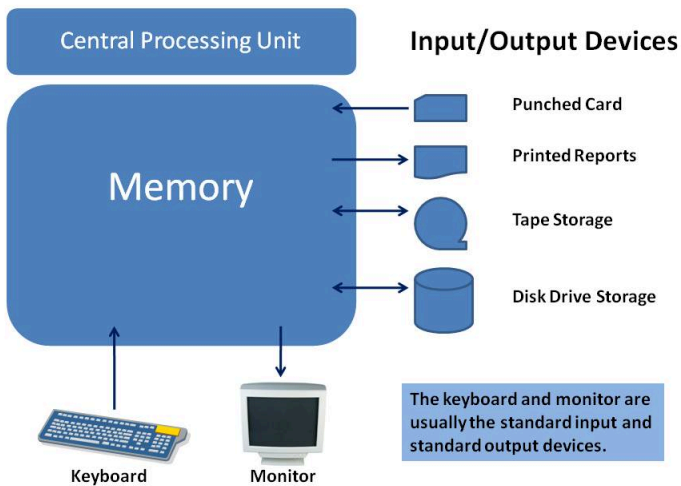 Central Processing Unit
Input/Output Devices
Memory
Punched Card
Printed Reports
Tape Storage
Disk Drive Storage
The keyboard and monitor are
usually the standard input and
standard output devices.
Keyboard
Monitor